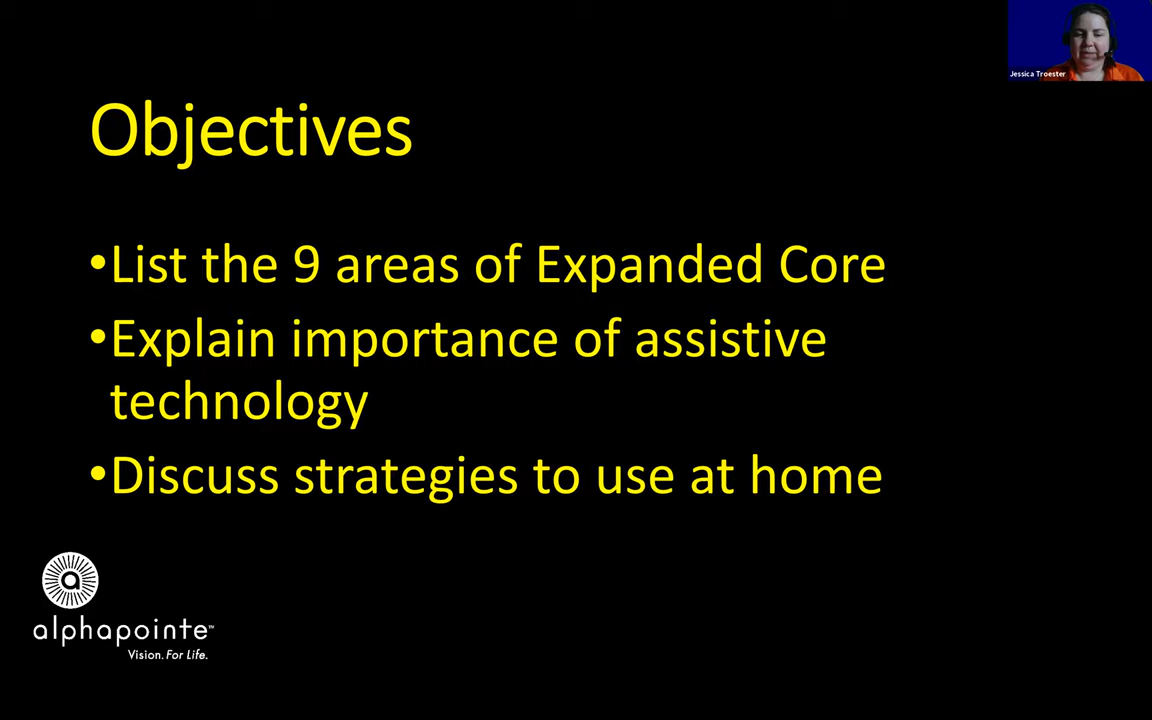 Jessica Troester
Objectives
•List the 9 areas of Expanded Core
•Explain importance of assistive
technology
•Discuss strategies to use at home
a
alphapointe™
Vision. For Life.